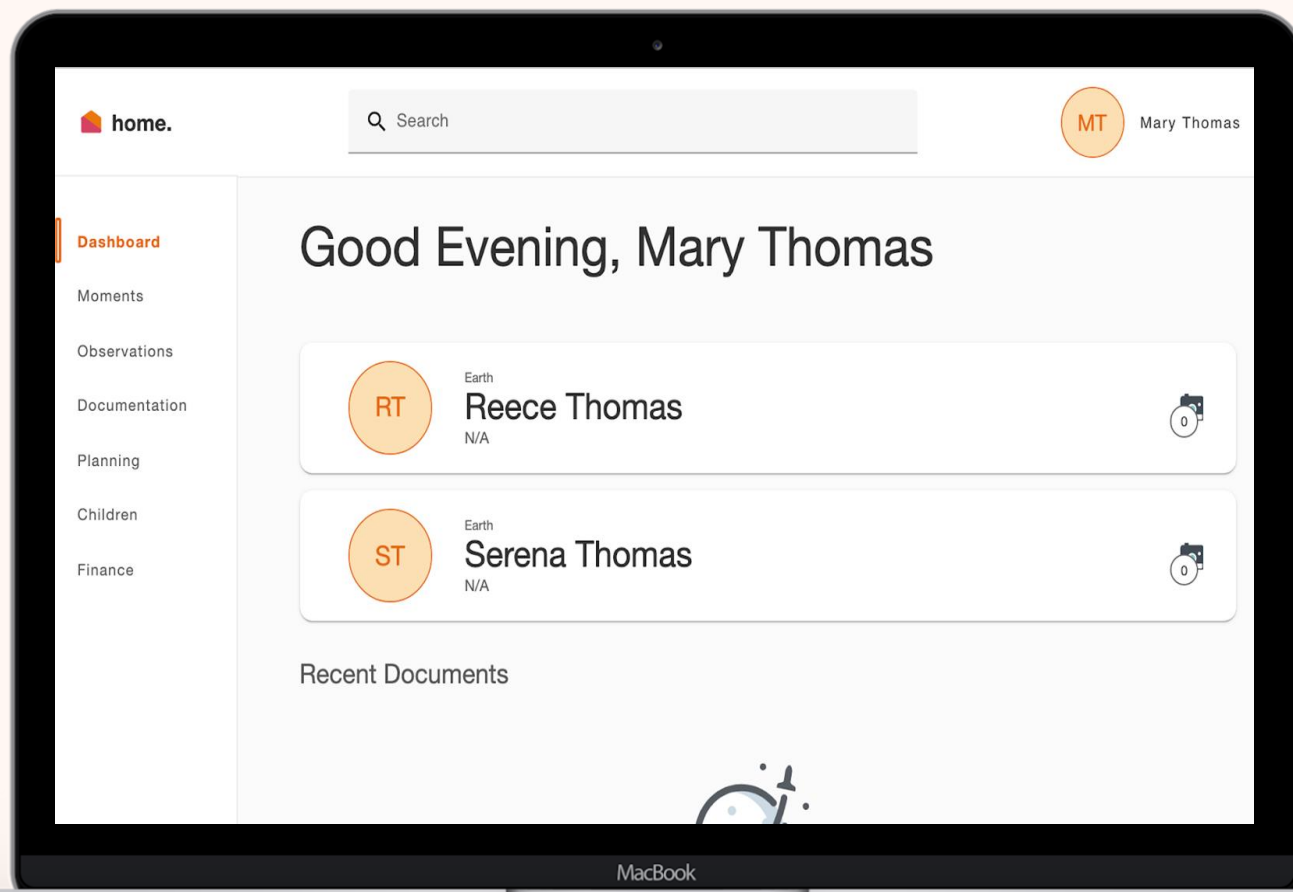 home.
Search
MT
Mary Thomas
Dashboard
Moments
Observations
Documentation
Planning
Children
Finance
Good Evening, Mary Thomas
RT
Earth
Reece Thomas
N/A
0
ST
Earth
Serena Thomas
N/A
0
Recent Documents
MacBook